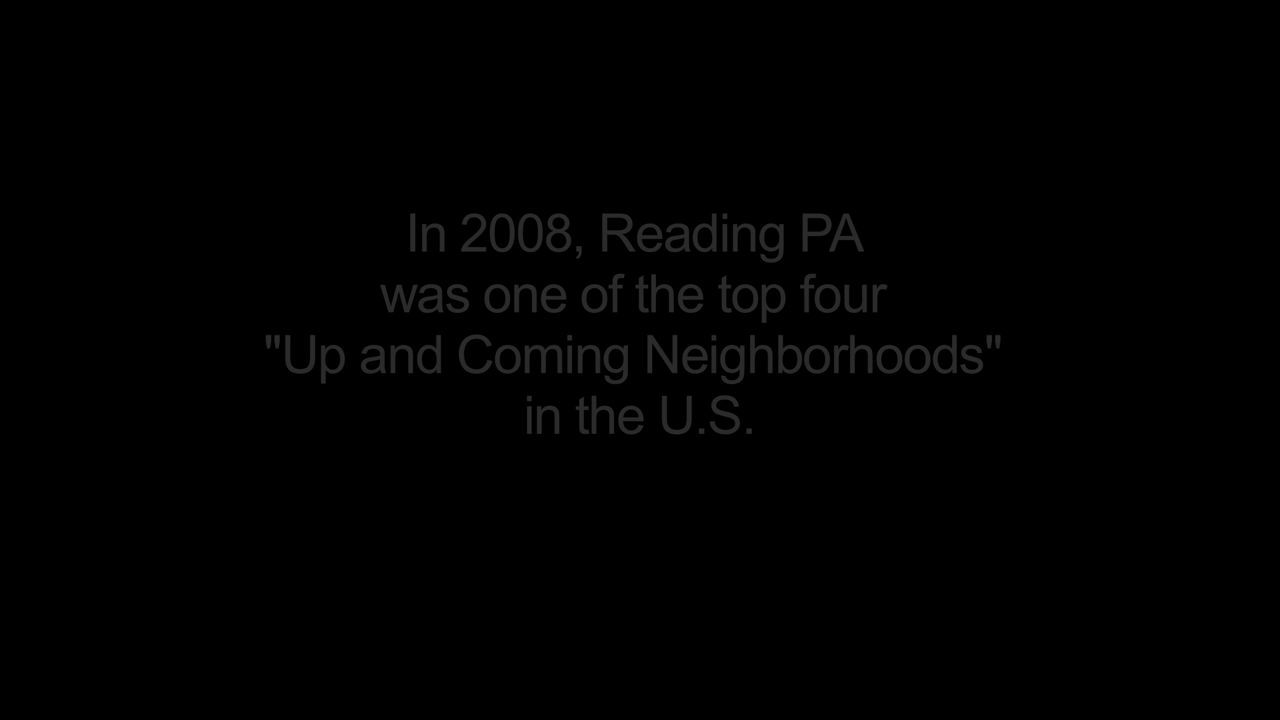 In 2008, Reading PA
was one of the top four
"Up and Coming Neighborhoods"
in the U.S.